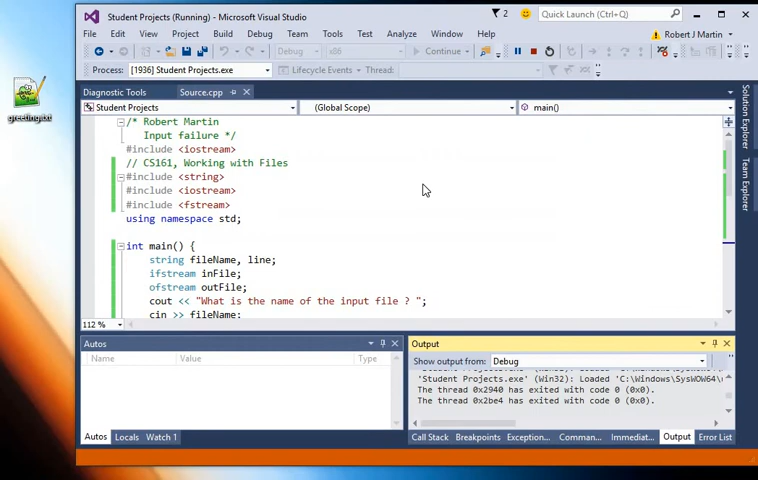 Student Projects (Running) - Microsoft Visual Studio
2
Quick Launch (Ctrl+Q)
File Edit View Project Build Debug Team Tools Test Analyze Window Help
Robert J Martin
Debug x86 Continue
Process: [1936] Student Projects.exe Lifecycle Events Thread:
Diagnostic Tools Source.cpp
Student Projects (Global Scope) main()
/* Robert Martin
Input failure */
#include <iostream>
// CS161, Working with Files
#include <string>
#include <iostream>
#include <fstream>
using namespace std;
int main() {
string fileName, line;
ifstream inFile;
ofstream outFile;
cout << "What is the name of the input file ? ";
cin >> fileName;
112 %
Autos
Name Value Type
Autos Locals Watch 1
Output
Show output from: Debug
'Student Projects.exe' (Win32): Loaded 'C:\Windows\SysWOW64\
The thread 0x2940 has exited with code 0 (0x0).
The thread 0x2be4 has exited with code 0 (0x0).
Call Stack Breakpoints Exception... Comman... Immediat... Output Error List
Solution Explorer
Team Explorer
greeting.txt